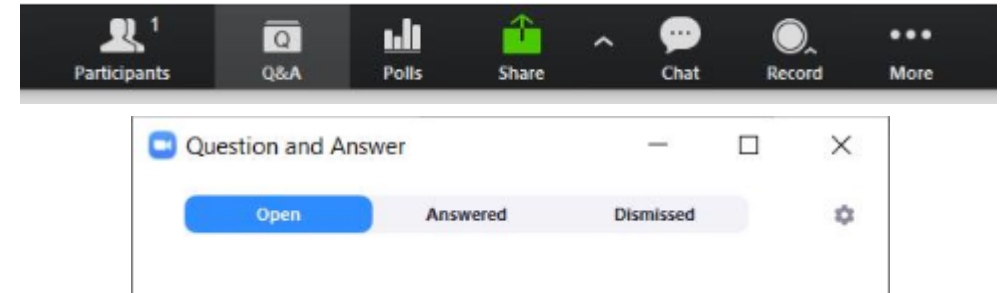 1
Q
Participants Q&A Polls Share Chat Record More
Question and Answer
Open Answered Dismissed